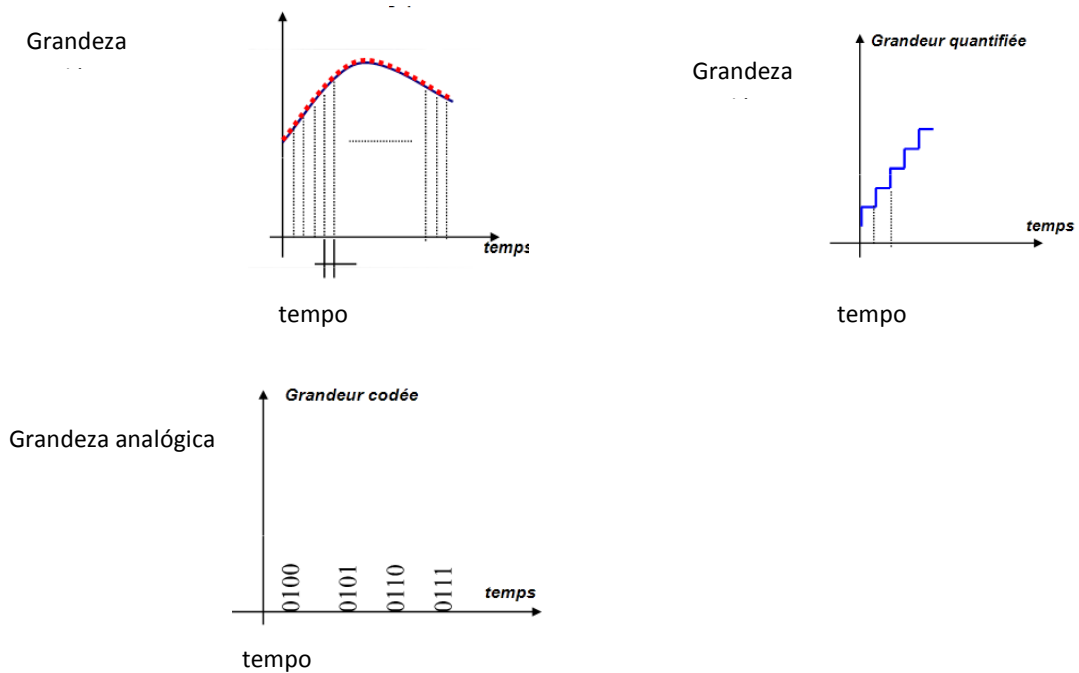 Grandeza
temps
tempo
Grandeur quantifiée
Grandeza
temps
tempo
Grandeur codée
Grandeza analógica
0100 0101 0110 0111
temps
tempo